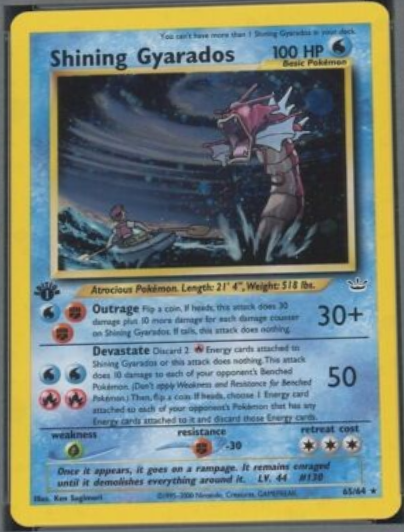 You can't have more than 1 Shining Gyarados in your deck.
Shining Gyarados 100 HP
Basic Pokémon
Atrocious Pokémon. Length: 21' 4", Weight: 518 lbs.
Outrage Flip a coin. If heads, this attack does 30
damage plus 10 more damage for each damage counter
on Shining Gyarados. If tails, this attack does nothing.
30+
Devastate Discard 2 Energy cards attached to
Shining Gyarados or this attack does nothing. This attack
does 10 damage to each of your opponent's Benched
Pokémon. (Don't apply Weakness and Resistance for Benched
Pokémon.) Then, flip a coin. If heads, choose 1 Energy card
attached to each of your opponent's Pokémon that has any
Energy cards attached to it and discard those Energy cards.
50
weakness resistance retreat cost
-30
Once it appears, it goes on a rampage. It remains enraged
until it demolishes everything around it. LV. 44 #130
Illus. Ken Sugimori ©1995-2000 Nintendo, Creatures, GAMEFREAK. 65/64 ★